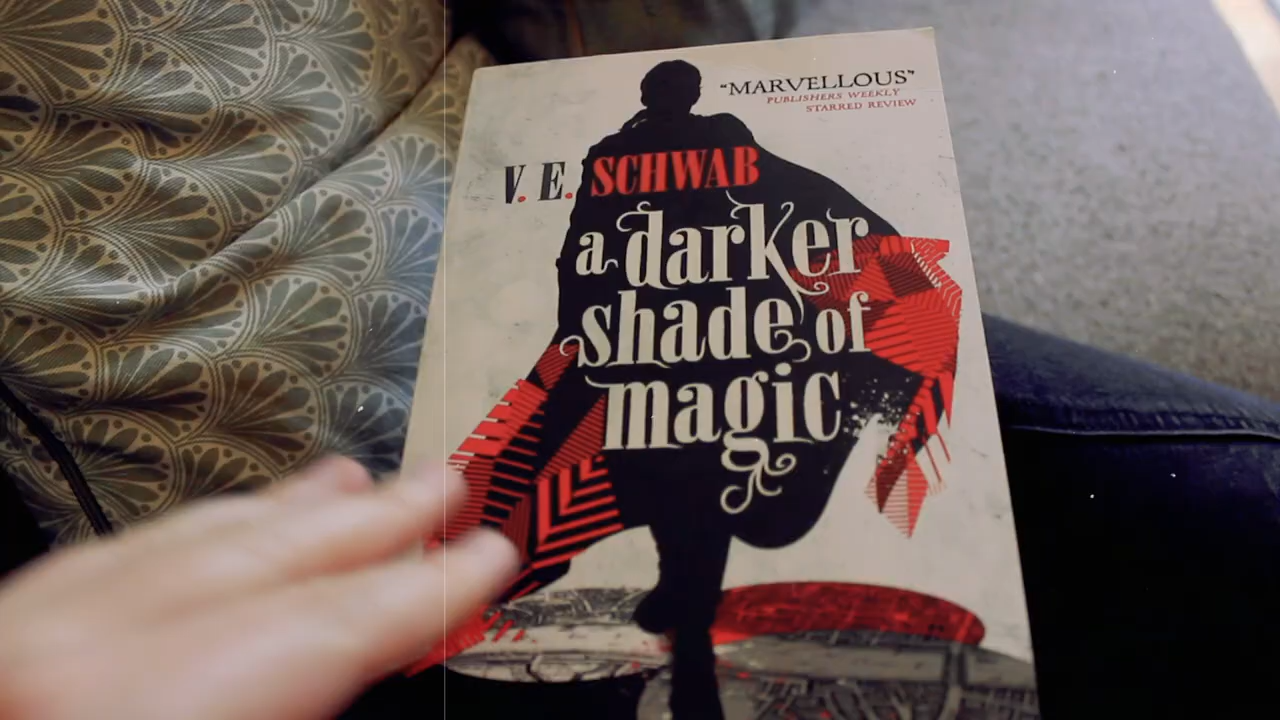 “MARVELLOUS”
PUBLISHERS WEEKLY
STARRED REVIEW
V. E. SCHWAB
a darker
shade of
magic